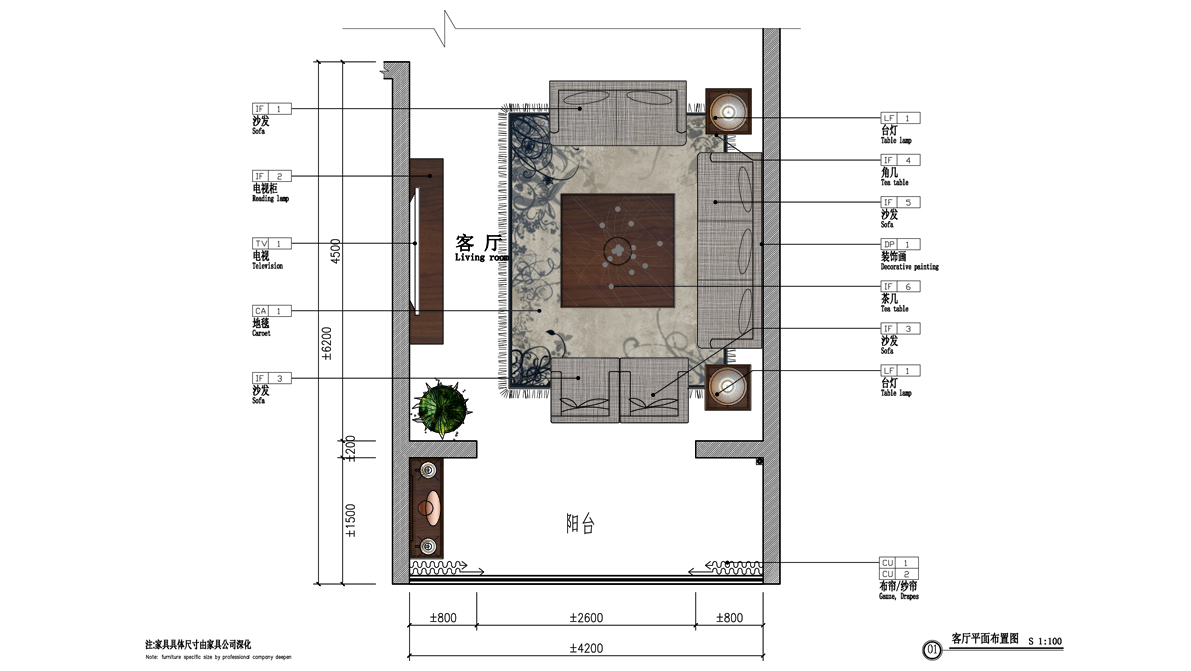 IF 1
沙发
Sofa
IF 2
电视柜
Reading lamp
TV 1
电视
Television
CA 1
地毯
Carpet
IF 3
沙发
Sofa
4500
±6200
±200
±1500
客 厅
Living room
阳台
LF 1
台灯
Table lamp
IF 4
角几
Tea table
IF 5
沙发
Sofa
DP 1
装饰画
Decorative painting
IF 6
茶几
Tea table
IF 3
沙发
Sofa
LF 1
台灯
Table lamp
CU 1
CU 2
布帘/纱帘
Gauze, Drapes
±800 ±2600 ±800
±4200
注:家具具体尺寸由家具公司深化
Note: furniture specific size by professional company deepen
01 客厅平面布置图 S 1:100